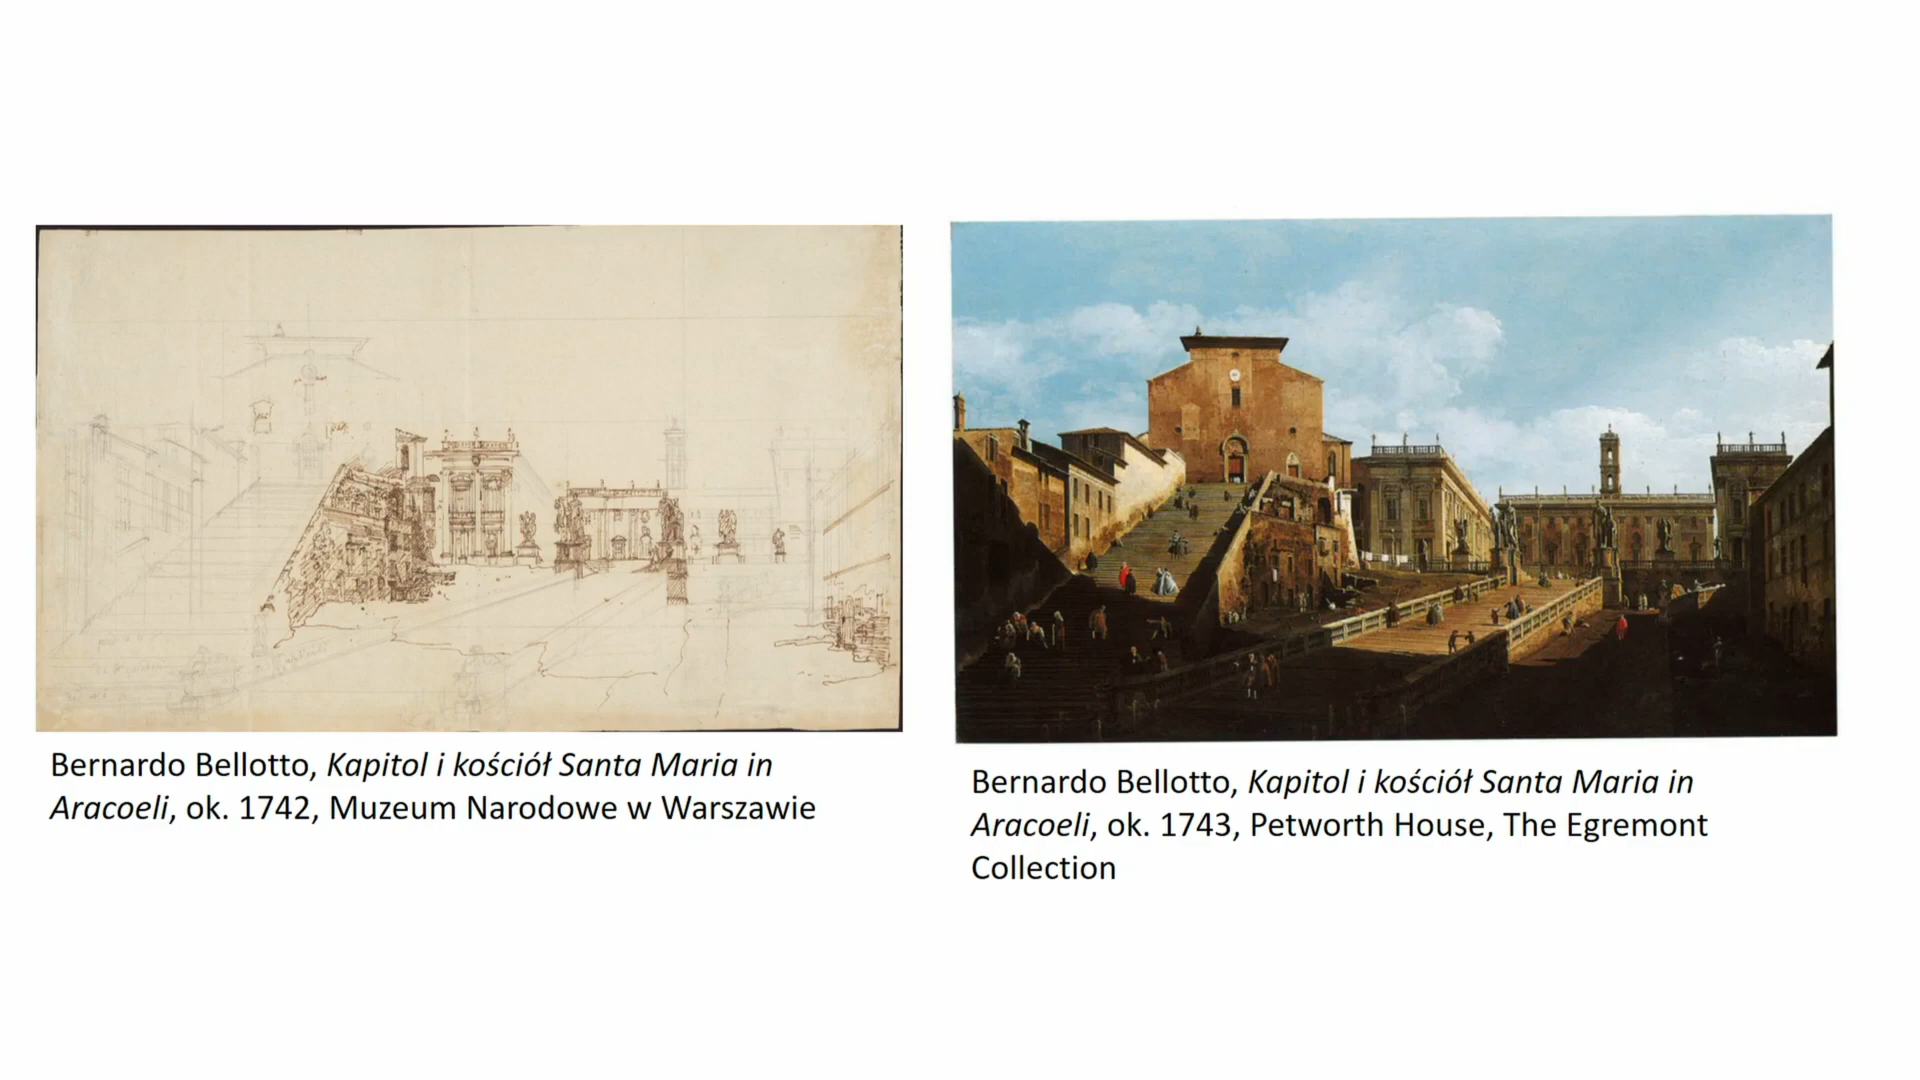 Bernardo Bellotto, Kapitol i kościół Santa Maria in
Aracoeli, ok. 1742, Muzeum Narodowe w Warszawie
Bernardo Bellotto, Kapitol i kościół Santa Maria in
Aracoeli, ok. 1743, Petworth House, The Egremont
Collection